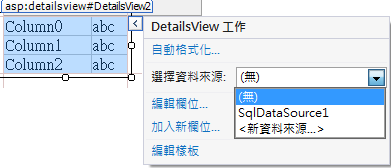 asp:detailsview#DetailsView2
Column0 abc
Column1 abc
Column2 abc
DetailsView 工作
自動格式化...
選擇資料來源: (無)
(無)
SqlDataSource1
<新資料來源...>
編輯欄位...
加入新欄位...
編輯樣板